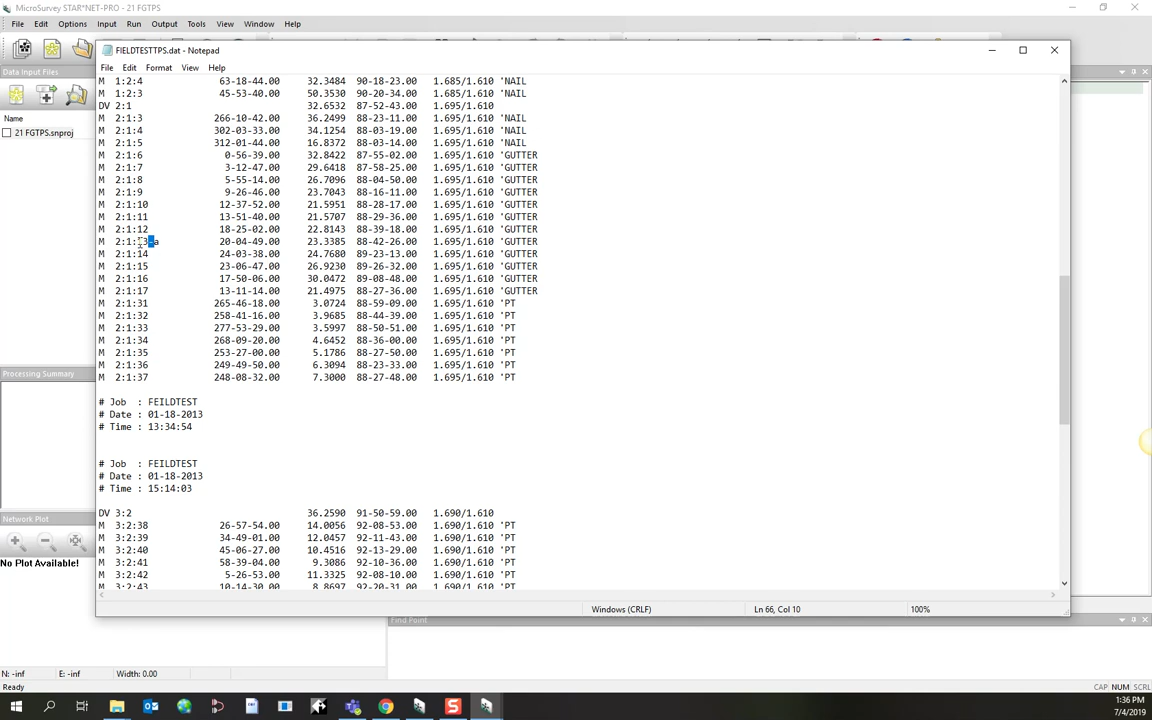 MicroSurvey STAR*NET-PRO - 21 FGTPS
File Edit Options Input Run Output Tools View Window Help
Data Input Files
Name
21 FGTPS.snproj
Processing Summary
Network Plot
No Plot Available!
FIELDTESTTPS.dat - Notepad
File Edit Format View Help
M 1:2:4 63-18-44.00 32.3484 90-18-23.00 1.685/1.610 'NAIL
M 1:2:3 45-53-40.00 50.3530 90-20-34.00 1.685/1.610 'NAIL
DV 2:1 32.6532 87-52-43.00 1.695/1.610
M 2:1:3 266-10-42.00 36.2499 88-23-11.00 1.695/1.610 'NAIL
M 2:1:4 302-03-33.00 34.1254 88-03-19.00 1.695/1.610 'NAIL
M 2:1:5 312-01-44.00 16.8372 88-03-14.00 1.695/1.610 'NAIL
M 2:1:6 0-56-39.00 32.8422 87-55-02.00 1.695/1.610 'GUTTER
M 2:1:7 3-12-47.00 29.6418 87-58-25.00 1.695/1.610 'GUTTER
M 2:1:8 5-55-14.00 26.7096 88-04-50.00 1.695/1.610 'GUTTER
M 2:1:9 9-26-46.00 23.7043 88-16-11.00 1.695/1.610 'GUTTER
M 2:1:10 12-37-52.00 21.5951 88-28-17.00 1.695/1.610 'GUTTER
M 2:1:11 13-51-40.00 21.5707 88-29-36.00 1.695/1.610 'GUTTER
M 2:1:12 18-25-02.00 22.8143 88-39-18.00 1.695/1.610 'GUTTER
M 2:1:13-a 20-04-49.00 23.3385 88-42-26.00 1.695/1.610 'GUTTER
M 2:1:14 24-03-38.00 24.7680 89-23-13.00 1.695/1.610 'GUTTER
M 2:1:15 23-06-47.00 26.9230 89-26-32.00 1.695/1.610 'GUTTER
M 2:1:16 17-50-06.00 30.0472 89-08-48.00 1.695/1.610 'GUTTER
M 2:1:17 13-11-14.00 21.4975 88-27-36.00 1.695/1.610 'GUTTER
M 2:1:31 265-46-18.00 3.0724 88-59-09.00 1.695/1.610 'PT
M 2:1:32 258-41-16.00 3.9685 88-44-39.00 1.695/1.610 'PT
M 2:1:33 277-53-29.00 3.5997 88-50-51.00 1.695/1.610 'PT
M 2:1:34 268-09-20.00 4.6452 88-36-00.00 1.695/1.610 'PT
M 2:1:35 253-27-00.00 5.1786 88-27-50.00 1.695/1.610 'PT
M 2:1:36 249-49-50.00 6.3094 88-23-33.00 1.695/1.610 'PT
M 2:1:37 248-08-32.00 7.3000 88-27-48.00 1.695/1.610 'PT
# Job : FEILDTEST
# Date : 01-18-2013
# Time : 13:34:54
# Job : FEILDTEST
# Date : 01-18-2013
# Time : 15:14:03
DV 3:2 36.2590 91-50-59.00 1.690/1.610
M 3:2:38 26-57-54.00 14.0056 92-08-53.00 1.690/1.610 'PT
M 3:2:39 34-49-01.00 12.0457 92-11-43.00 1.690/1.610 'PT
M 3:2:40 45-06-27.00 10.4516 92-13-29.00 1.690/1.610 'PT
M 3:2:41 58-39-04.00 9.3086 92-10-36.00 1.690/1.610 'PT
M 3:2:42 5-26-53.00 11.3325 92-08-10.00 1.690/1.610 'PT
M 3:2:43 10-14-30.00 8.8697 92-20-31.00 1.690/1.610 'PT
Windows (CRLF) Ln 66, Col 10 100%
Find Point
N: -inf E: -inf Width: 0.00
Ready
CAP NUM SCRL
1:36 PM
7/4/2019